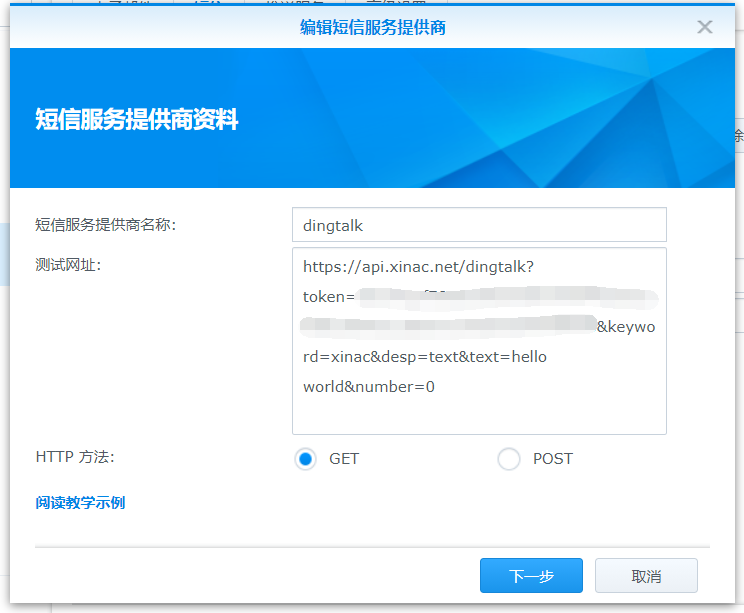 编辑短信服务提供商
短信服务提供商资料
短信服务提供商名称:
dingtalk
测试网址:
https://api.xinac.net/dingtalk?
token=
&keywo
rd=xinac&desp=text&text=hello
world&number=0
HTTP 方法:
GET
POST
阅读教学示例
下一步
取消